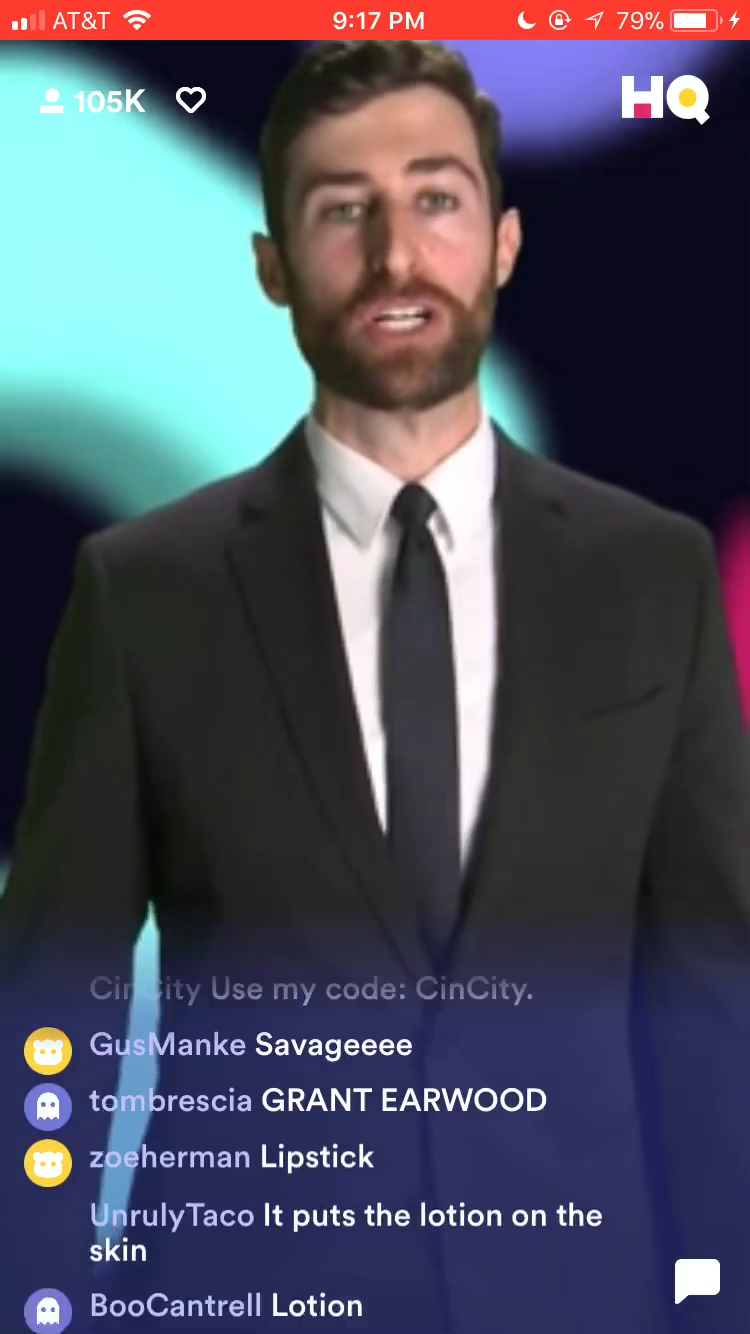 AT&T 9:17 PM 79%
105K HQ
CinCity Use my code: CinCity.
GusManke Savageeee
tombrescia GRANT EARWOOD
zoeherman Lipstick
UnrulyTaco It puts the lotion on the
skin
BooCantrell Lotion